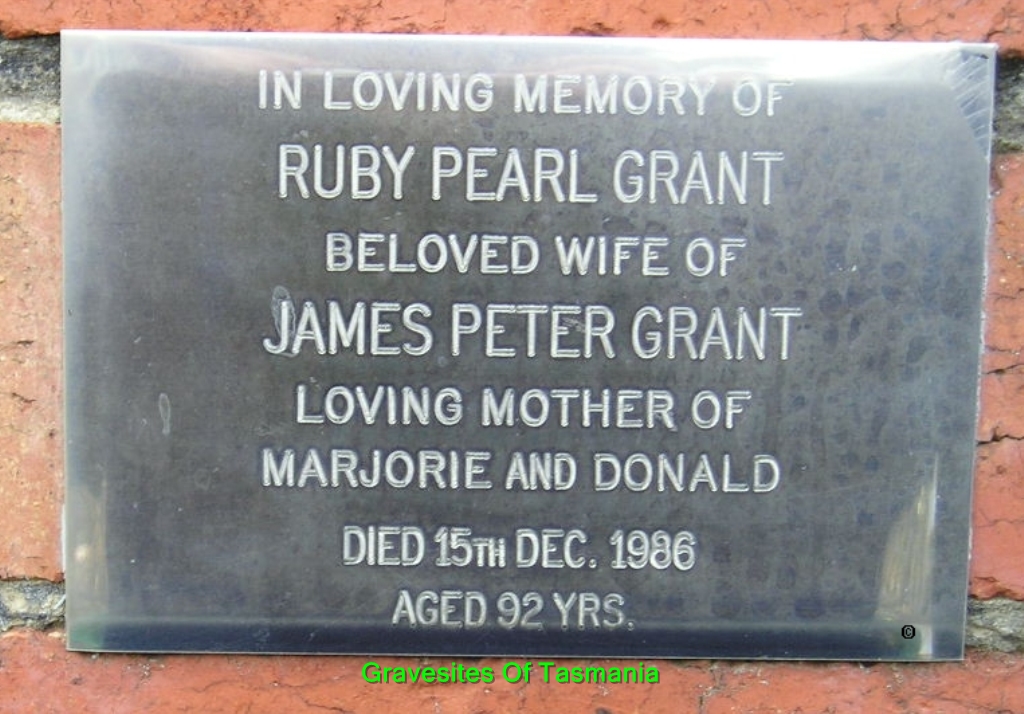 IN LOVING MEMORY OF
RUBY PEARL GRANT
BELOVED WIFE OF
JAMES PETER GRANT
LOVING MOTHER OF
MARJORIE AND DONALD
DIED 15TH DEC. 1986
AGED 92 YRS.
©
Gravesites Of Tasmania